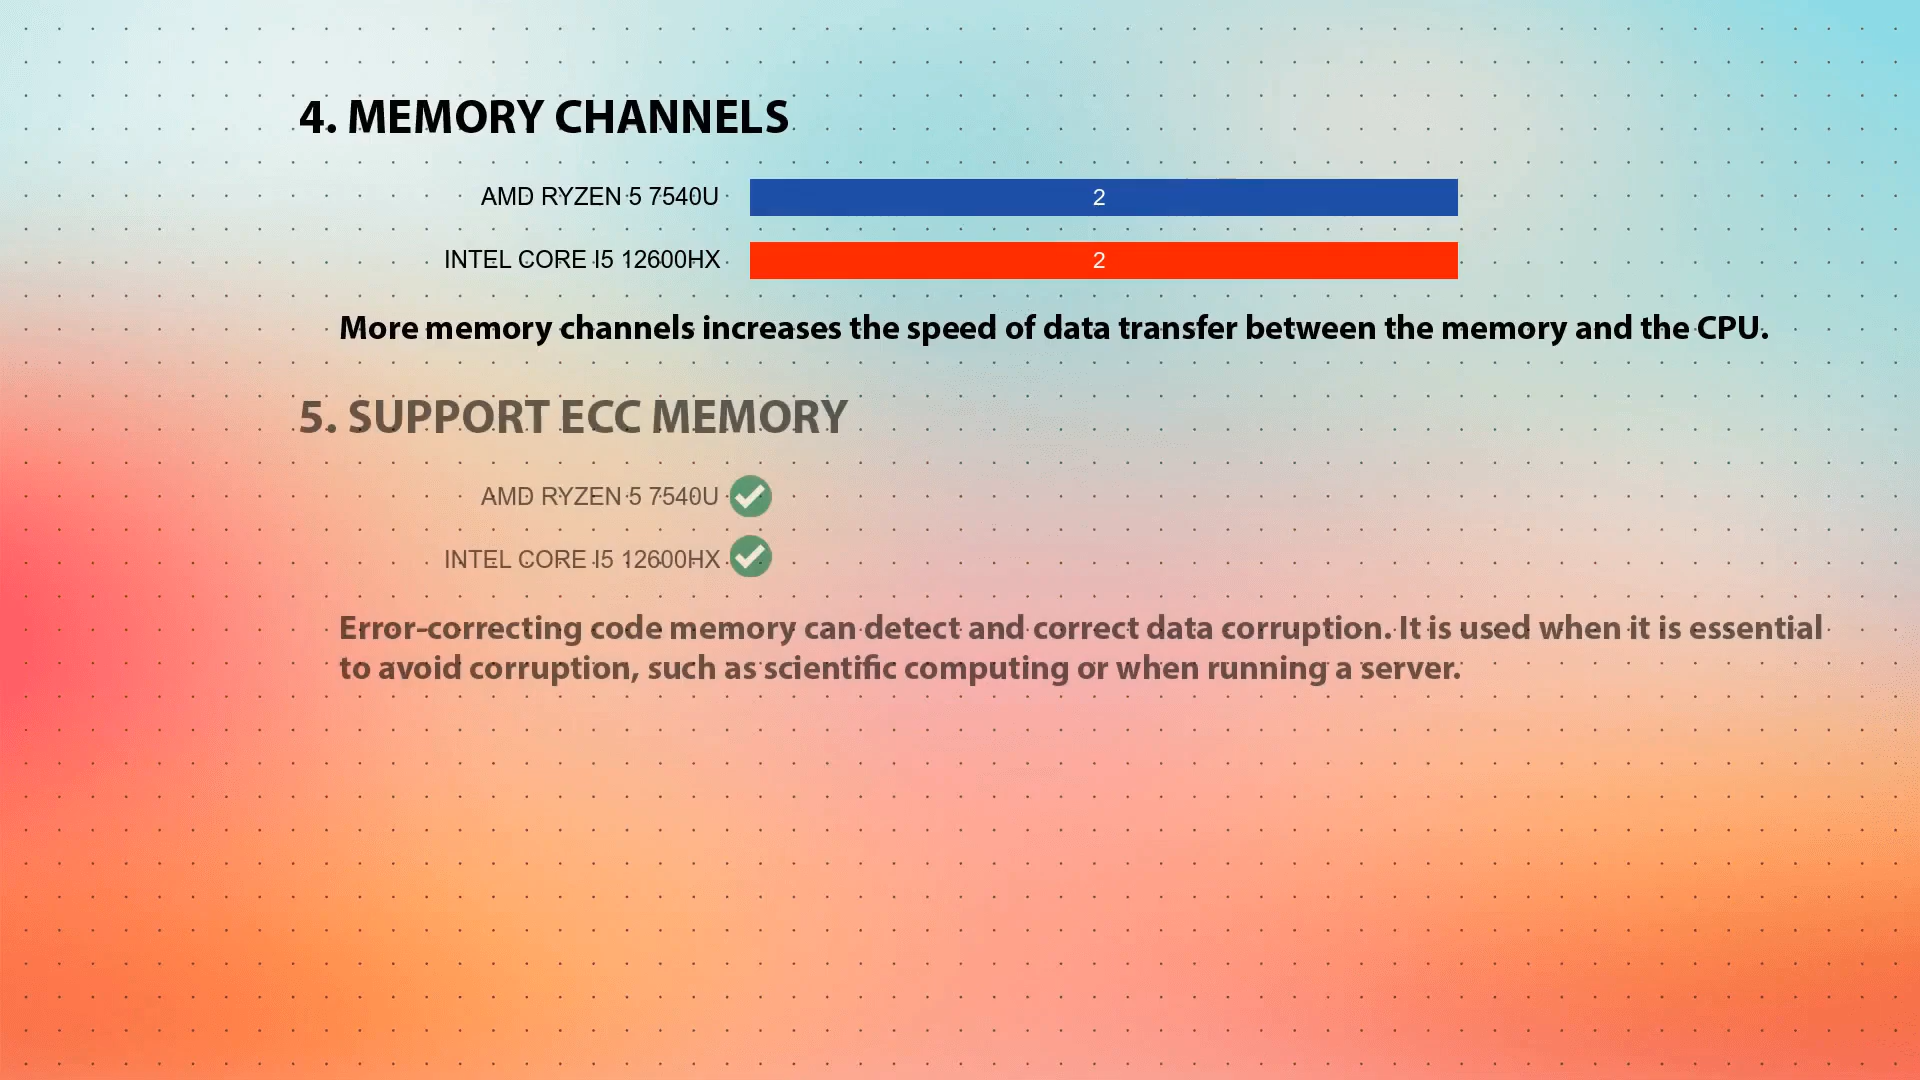 4. MEMORY CHANNELS
AMD RYZEN 5 7540U 2
INTEL CORE I5 12600HX 2
More memory channels increases the speed of data transfer between the memory and the CPU.
5. SUPPORT ECC MEMORY
AMD RYZEN 5 7540U
INTEL CORE I5 12600HX
Error-correcting code memory can detect and correct data corruption. It is used when it is essential
to avoid corruption, such as scientific computing or when running a server.